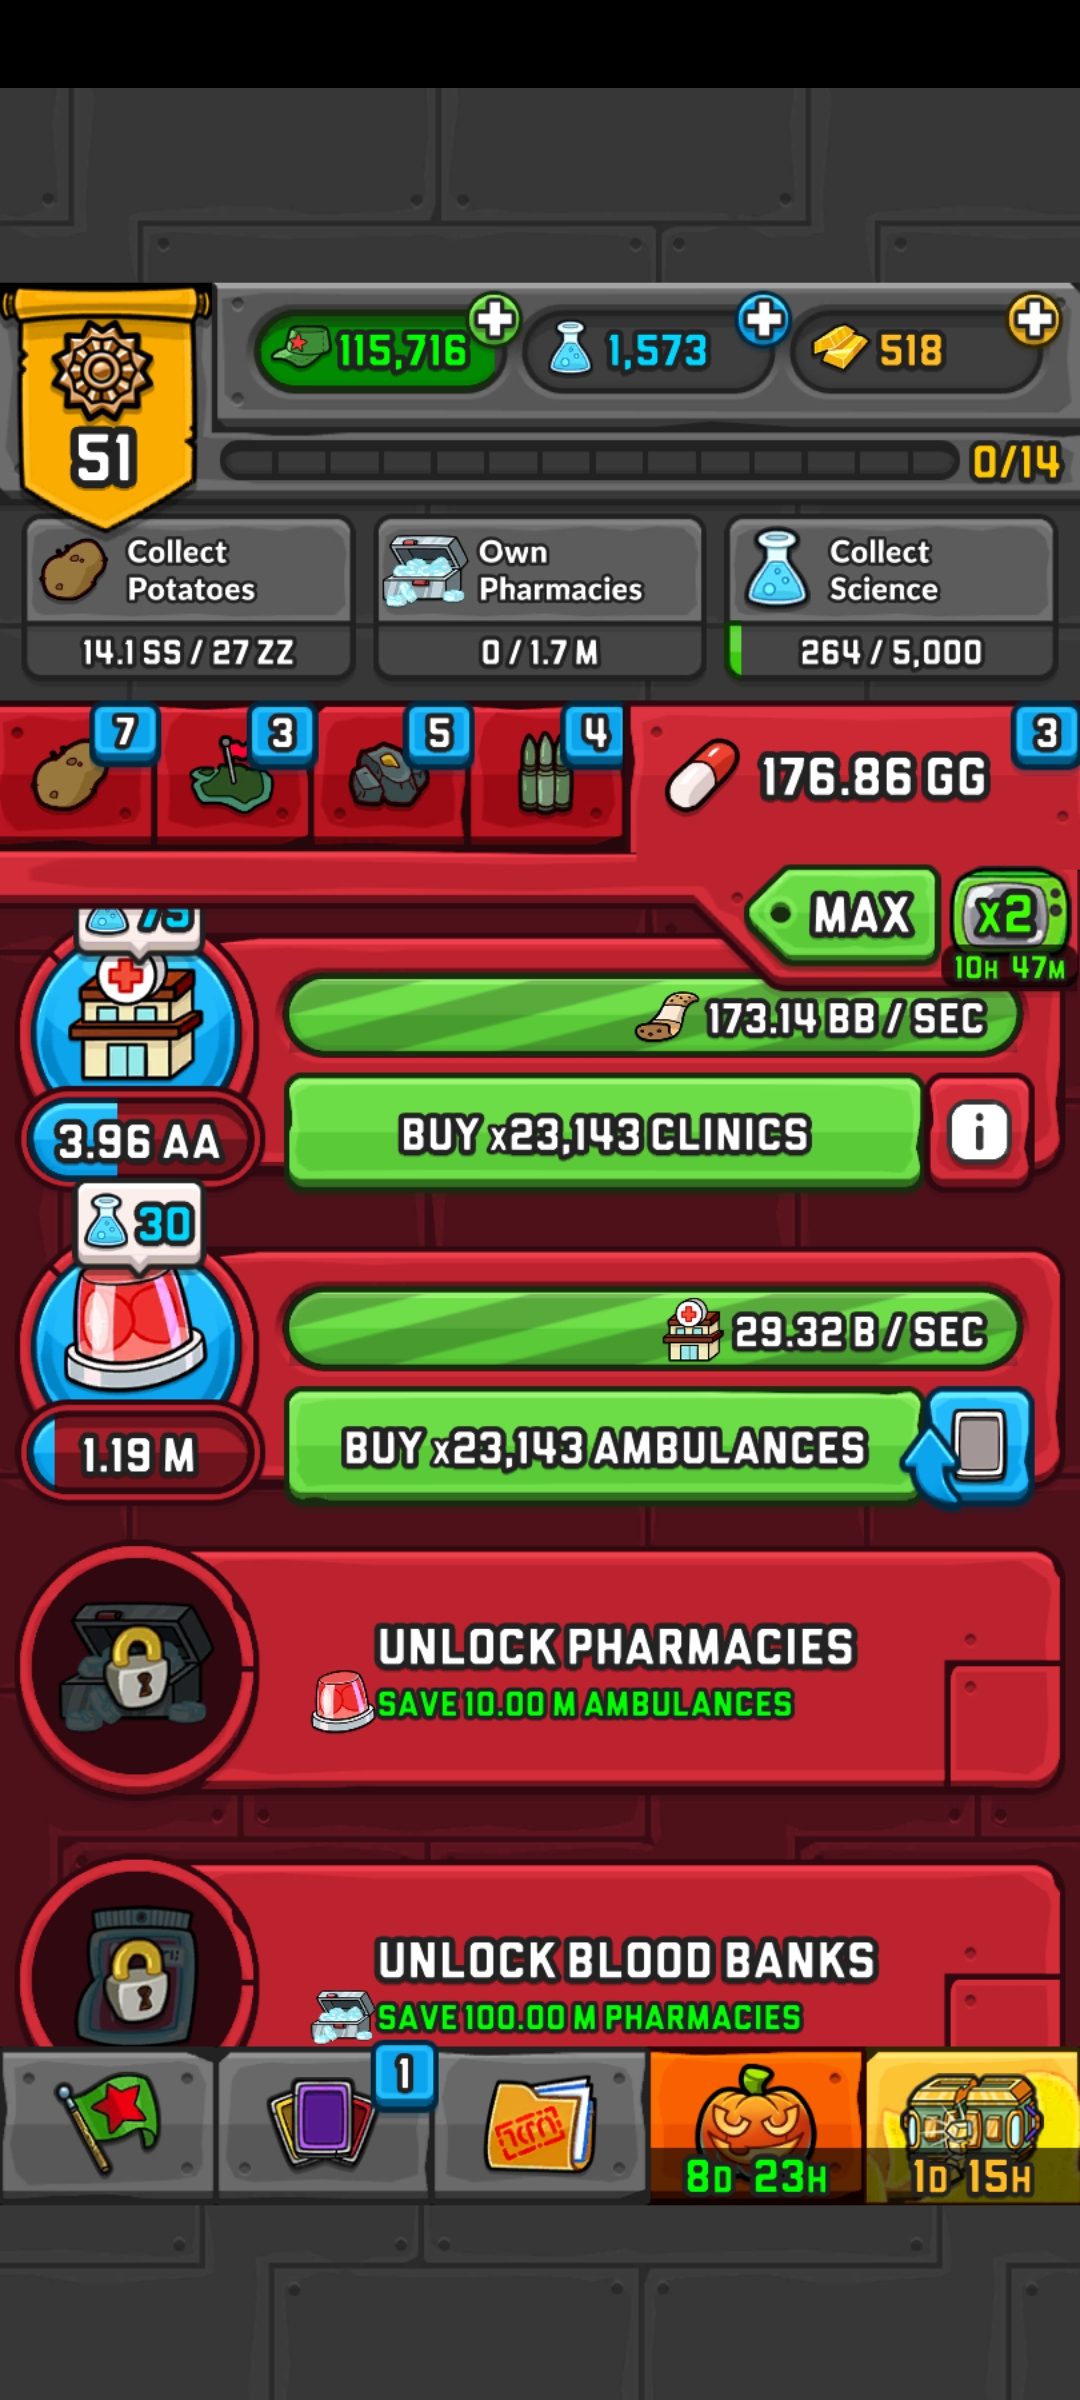 115,716
1,573
518
51
0/14
Collect
Potatoes
14.1 SS / 27 ZZ
Own
Pharmacies
0 / 1.7 M
Collect
Science
264 / 5,000
7
3
5
4
176.86 GG
3
MAX
x2
10H 47M
75
173.14 BB / SEC
3.96 AA
BUY x23,143 CLINICS
i
30
29.32 B / SEC
1.19 M
BUY x23,143 AMBULANCES
UNLOCK PHARMACIES
SAVE 10.00 M AMBULANCES
UNLOCK BLOOD BANKS
SAVE 100.00 M PHARMACIES
1
8D 23H
1D 15H